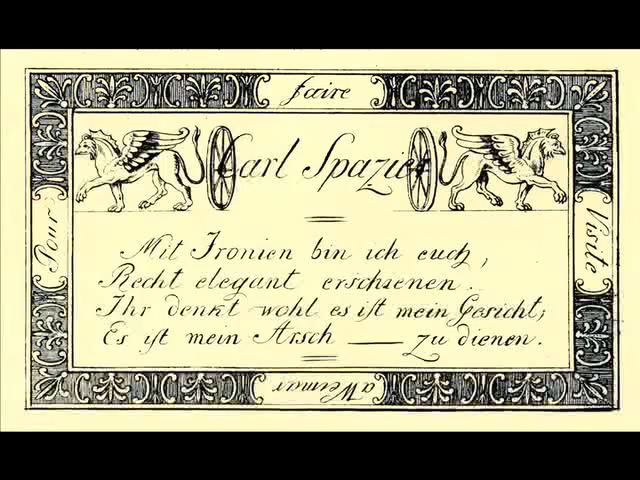 faire
Carl Spazier
Pour
Visite
Mit Ironien bin ich euch,
Recht elegant erschienen.
Ihr denkt wohl es ist mein Gesicht;
Es ist mein Arsch — zu dienen.
a Weimar